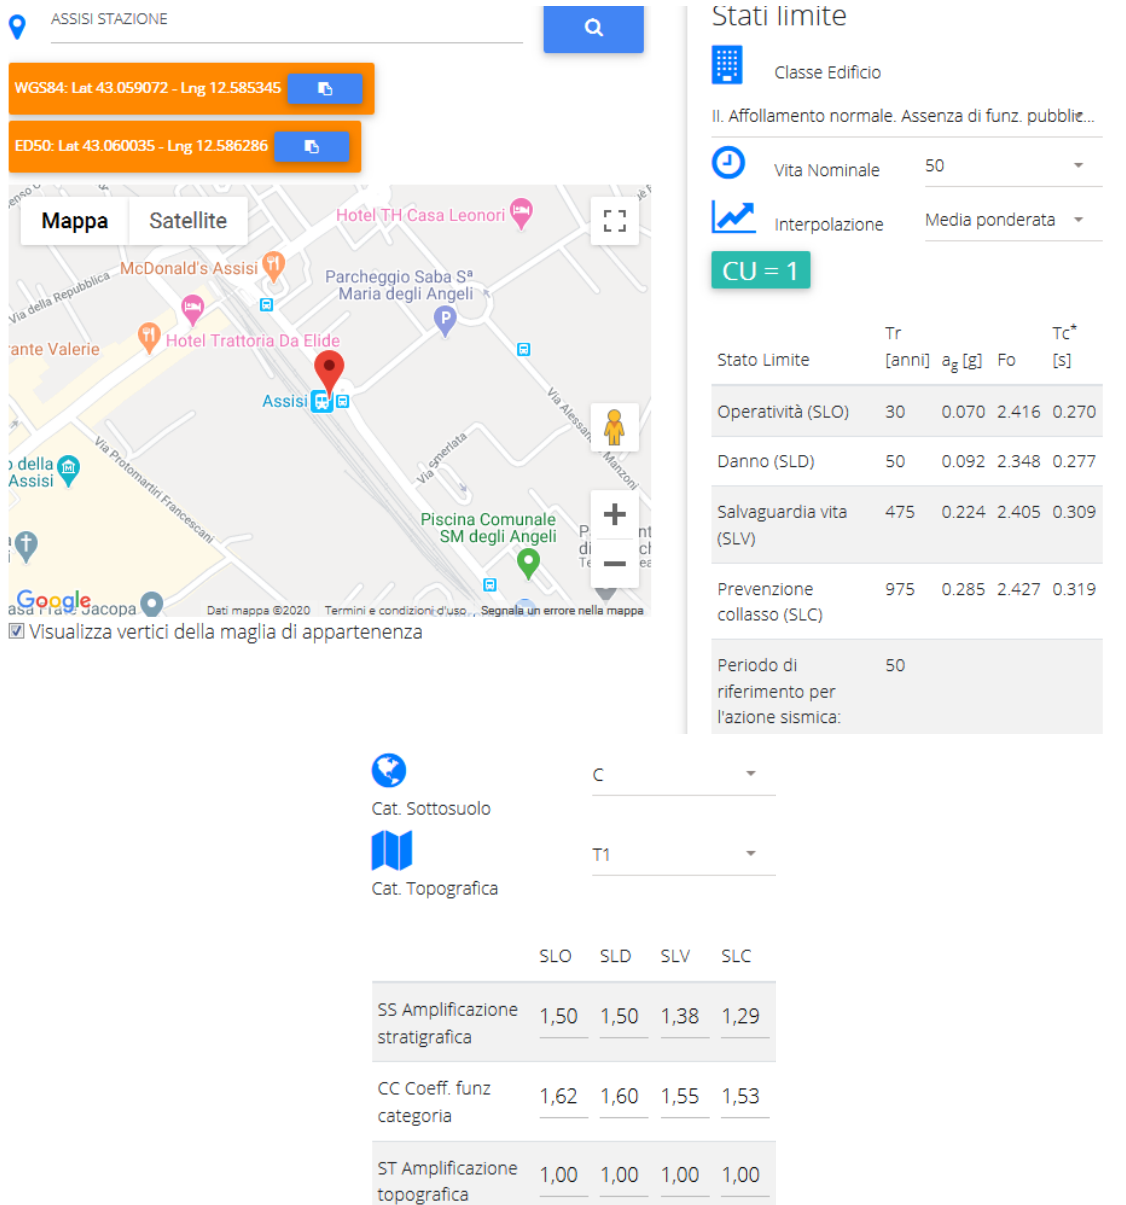 ASSISI STAZIONE
WGS84: Lat 43.059072 - Lng 12.585345
ED50: Lat 43.060035 - Lng 12.586286
Mappa Satellite
Hotel TH Casa Leonori
McDonald's Assisi
Parcheggio Saba Sª
Maria degli Angeli
P
Via della Repubblica
Hotel Trattoria Da Elide
ante Valerie
Assisi
Via Alessandro Manzoni
Via Smerlata
Via Protomartiri Francescani
o della
Assisi
Piscina Comunale
SM degli Angeli
Google
Jacopa
Dati mappa ©2020 Termini e condizioni d'uso Segnala un errore nella mappa
Visualizza vertici della maglia di appartenenza
Stati limite
Classe Edificio
II. Affollamento normale. Assenza di funz. pubblic...
Vita Nominale 50
Interpolazione Media ponderata
CU = 1
Stato Limite Tr [anni] ag [g] Fo Tc* [s]
Operatività (SLO) 30 0.070 2.416 0.270
Danno (SLD) 50 0.092 2.348 0.277
Salvaguardia vita (SLV) 475 0.224 2.405 0.309
Prevenzione collasso (SLC) 975 0.285 2.427 0.319
Periodo di riferimento per l'azione sismica: 50
Cat. Sottosuolo C
Cat. Topografica T1
SLO SLD SLV SLC
SS Amplificazione stratigrafica 1,50 1,50 1,38 1,29
CC Coeff. funz categoria 1,62 1,60 1,55 1,53
ST Amplificazione topografica 1,00 1,00 1,00 1,00